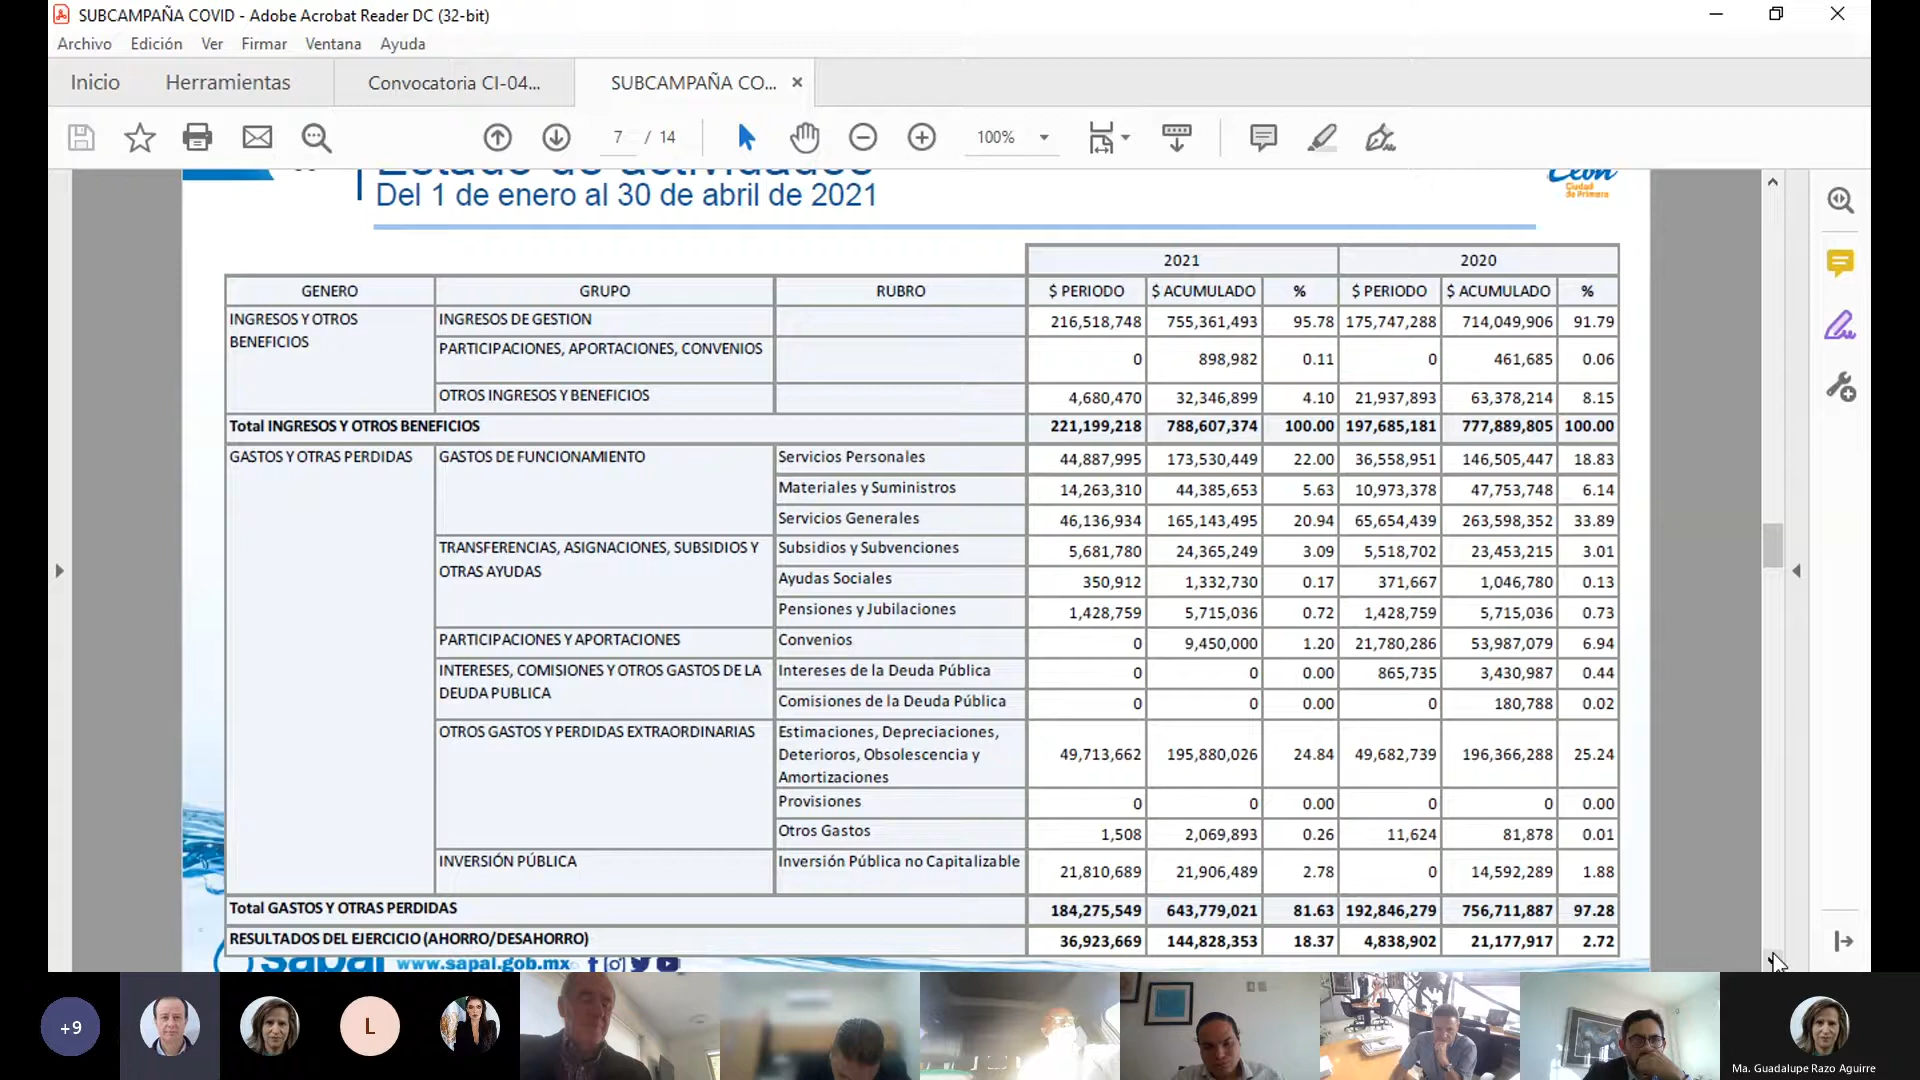 SUBCAMPAÑA COVID - Adobe Acrobat Reader DC (32-bit)
Archivo Edición Ver Firmar Ventana Ayuda
Inicio Herramientas Convocatoria CI-04... SUBCAMPAÑA CO... ×
7 / 14 100%
Estado de actividades
Del 1 de enero al 30 de abril de 2021
León
Ciudad
de Primera
2021 2020
GENERO GRUPO RUBRO $ PERIODO $ ACUMULADO % $ PERIODO $ ACUMULADO %
INGRESOS Y OTROS BENEFICIOS INGRESOS DE GESTION 216,518,748 755,361,493 95.78 175,747,288 714,049,906 91.79
PARTICIPACIONES, APORTACIONES, CONVENIOS 0 898,982 0.11 0 461,685 0.06
OTROS INGRESOS Y BENEFICIOS 4,680,470 32,346,899 4.10 21,937,893 63,378,214 8.15
Total INGRESOS Y OTROS BENEFICIOS 221,199,218 788,607,374 100.00 197,685,181 777,889,805 100.00
GASTOS Y OTRAS PERDIDAS GASTOS DE FUNCIONAMIENTO Servicios Personales 44,887,995 173,530,449 22.00 36,558,951 146,505,447 18.83
Materiales y Suministros 14,263,310 44,385,653 5.63 10,973,378 47,753,748 6.14
Servicios Generales 46,136,934 165,143,495 20.94 65,654,439 263,598,352 33.89
TRANSFERENCIAS, ASIGNACIONES, SUBSIDIOS Y OTRAS AYUDAS Subsidios y Subvenciones 5,681,780 24,365,249 3.09 5,518,702 23,453,215 3.01
Ayudas Sociales 350,912 1,332,730 0.17 371,667 1,046,780 0.13
Pensiones y Jubilaciones 1,428,759 5,715,036 0.72 1,428,759 5,715,036 0.73
PARTICIPACIONES Y APORTACIONES Convenios 0 9,450,000 1.20 21,780,286 53,987,079 6.94
INTERESES, COMISIONES Y OTROS GASTOS DE LA DEUDA PUBLICA Intereses de la Deuda Pública 0 0 0.00 865,735 3,430,987 0.44
Comisiones de la Deuda Pública 0 0 0.00 0 180,788 0.02
OTROS GASTOS Y PERDIDAS EXTRAORDINARIAS Estimaciones, Depreciaciones, Deterioros, Obsolescencia y Amortizaciones 49,713,662 195,880,026 24.84 49,682,739 196,366,288 25.24
Provisiones 0 0 0.00 0 0 0.00
Otros Gastos 1,508 2,069,893 0.26 11,624 81,878 0.01
INVERSIÓN PÚBLICA Inversión Pública no Capitalizable 21,810,689 21,906,489 2.78 0 14,592,289 1.88
Total GASTOS Y OTRAS PERDIDAS 184,275,549 643,779,021 81.63 192,846,279 756,711,887 97.28
RESULTADOS DEL EJERCICIO (AHORRO/DESAHORRO) 36,923,669 144,828,353 18.37 4,838,902 21,177,917 2.72
sapal www.sapal.gob.mx
+9
L
Ma. Guadalupe Razo Aguirre